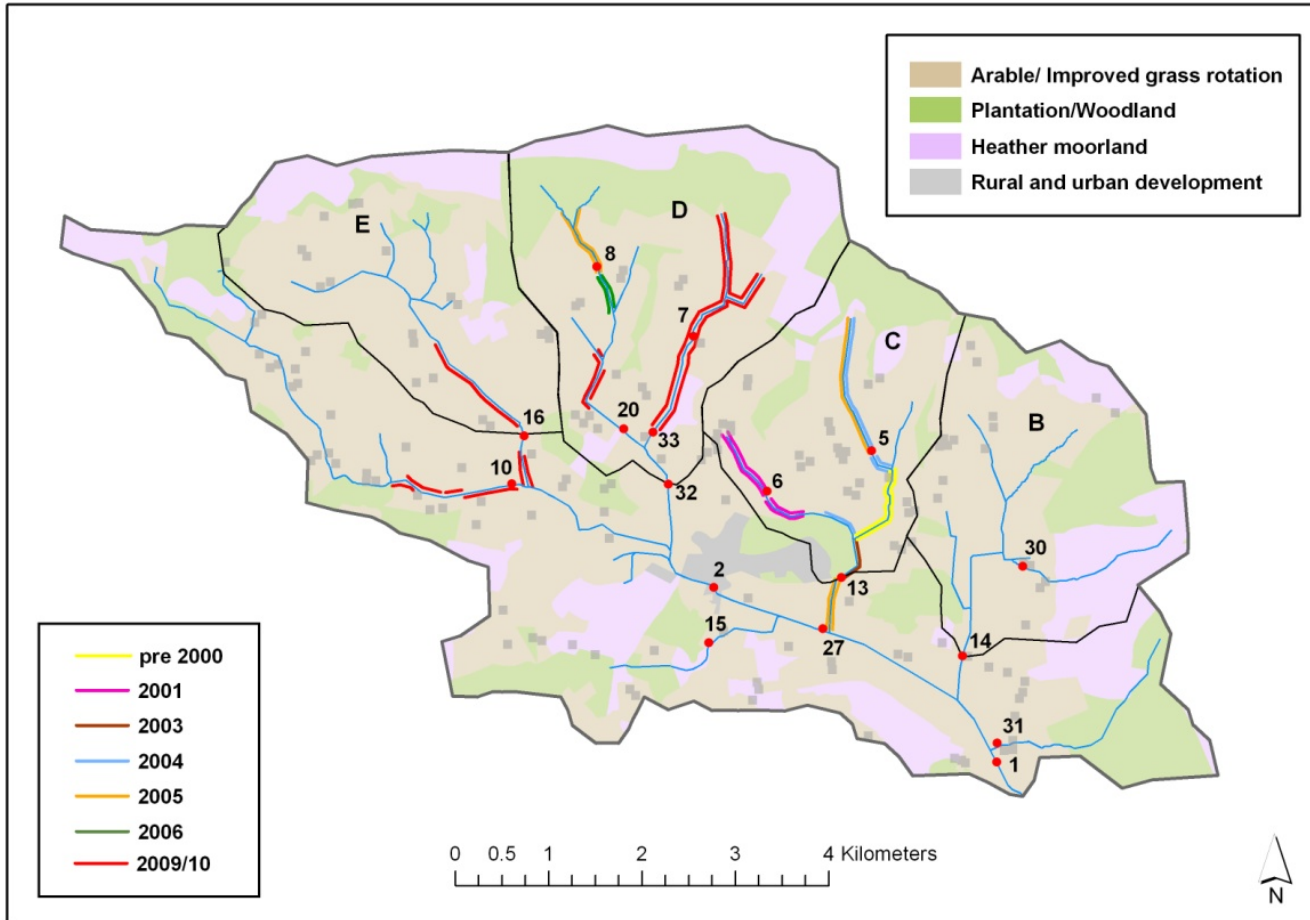 Arable/ Improved grass rotation
Plantation/Woodland
Heather moorland
Rural and urban development
E
D
8
7
C
B
20
16
33
5
10
6
32
30
2
13
15
27
14
31
1
pre 2000
2001
2003
2004
2005
2006
2009/10
0 0.5 1 2 3 4 Kilometers
N